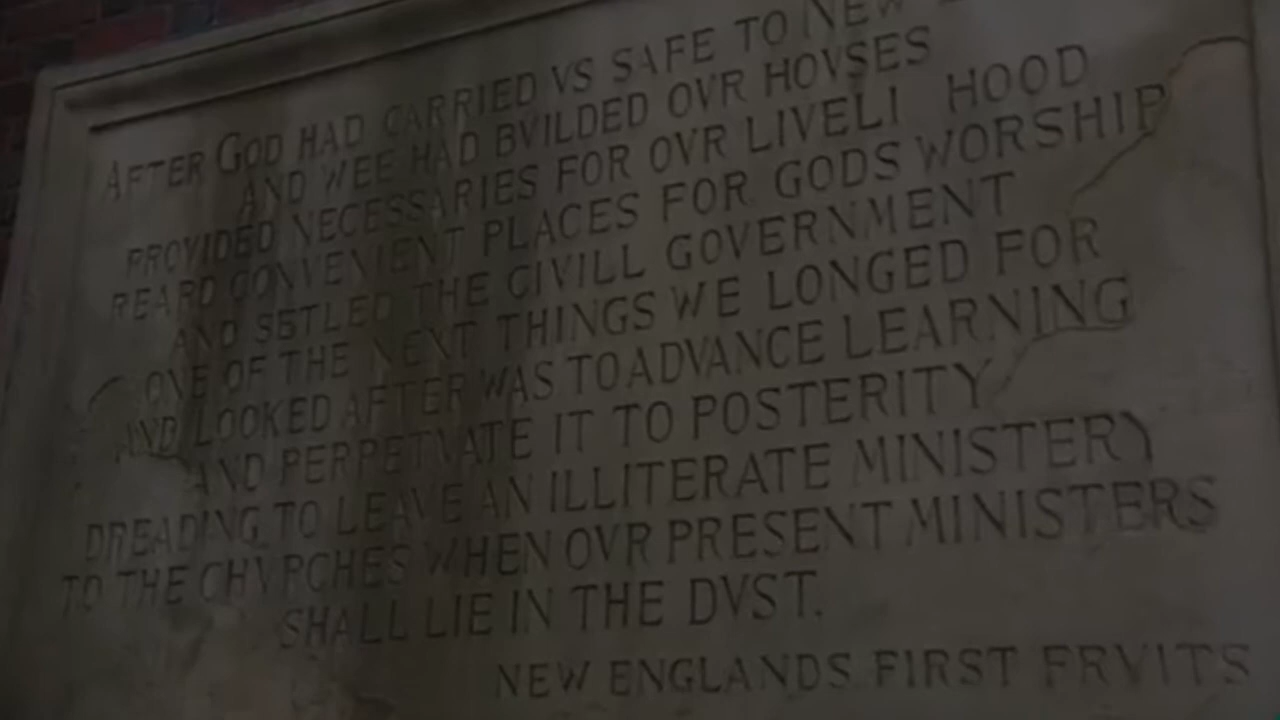 AFTER GOD HAD CARRIED VS SAFE TO NEW
AND WEE HAD BVILDED OVR HOVSES
PROVIDED NECESSARIES FOR OVR LIVELI HOOD
REARD CONVENIENT PLACES FOR GODS WORSHIP
AND SETLED THE CIVILL GOVERNMENT
ONE OF THE NEXT THINGS WE LONGED FOR
AND LOOKED AFTER WAS TO ADVANCE LEARNING
AND PERPETVATE IT TO POSTERITY
DREADING TO LEAVE AN ILLITERATE MINISTERY
TO THE CHVRCHES WHEN OVR PRESENT MINISTERS
SHALL LIE IN THE DVST.
NEW ENGLANDS FIRST FRVITS